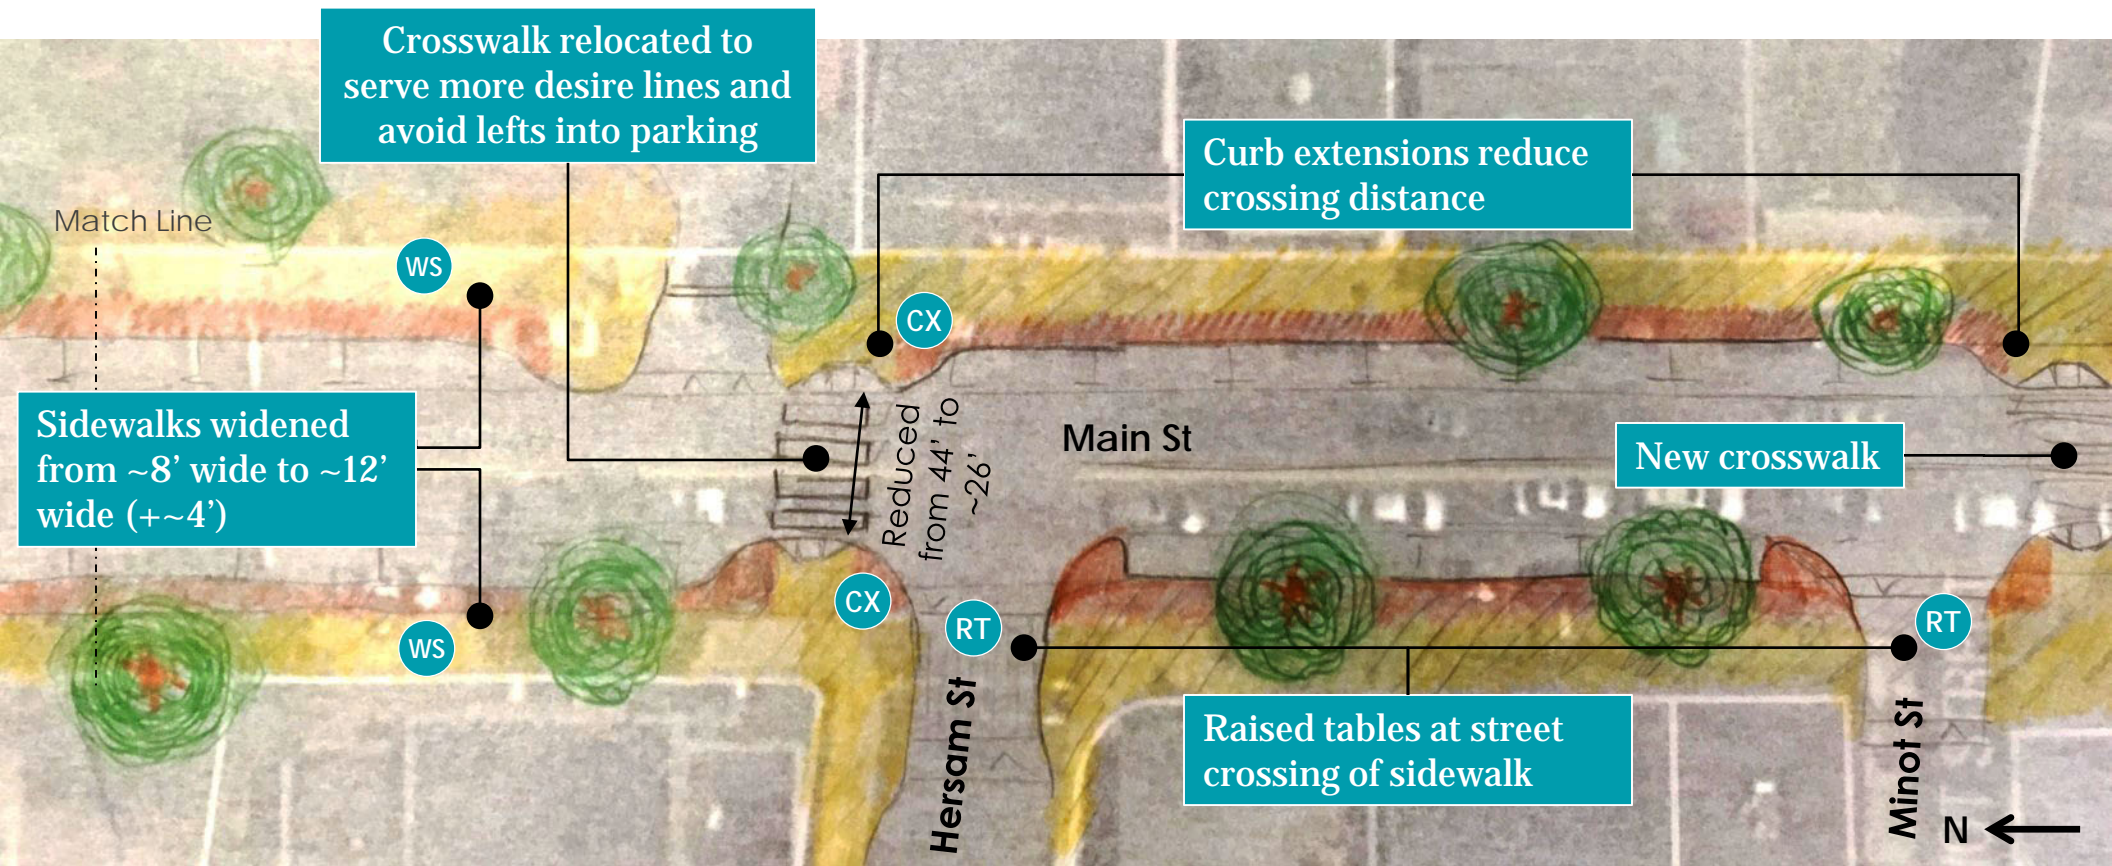 Crosswalk relocated to
serve more desire lines and
avoid lefts into parking
Curb extensions reduce
crossing distance
Match Line
WS
CX
Sidewalks widened
from ~8’ wide to ~12’
wide (+~4’)
Reduced
from 44’ to
~26’
Main St
New crosswalk
CX
WS
RT
RT
Raised tables at street
crossing of sidewalk
Hersam St
Minot St
N